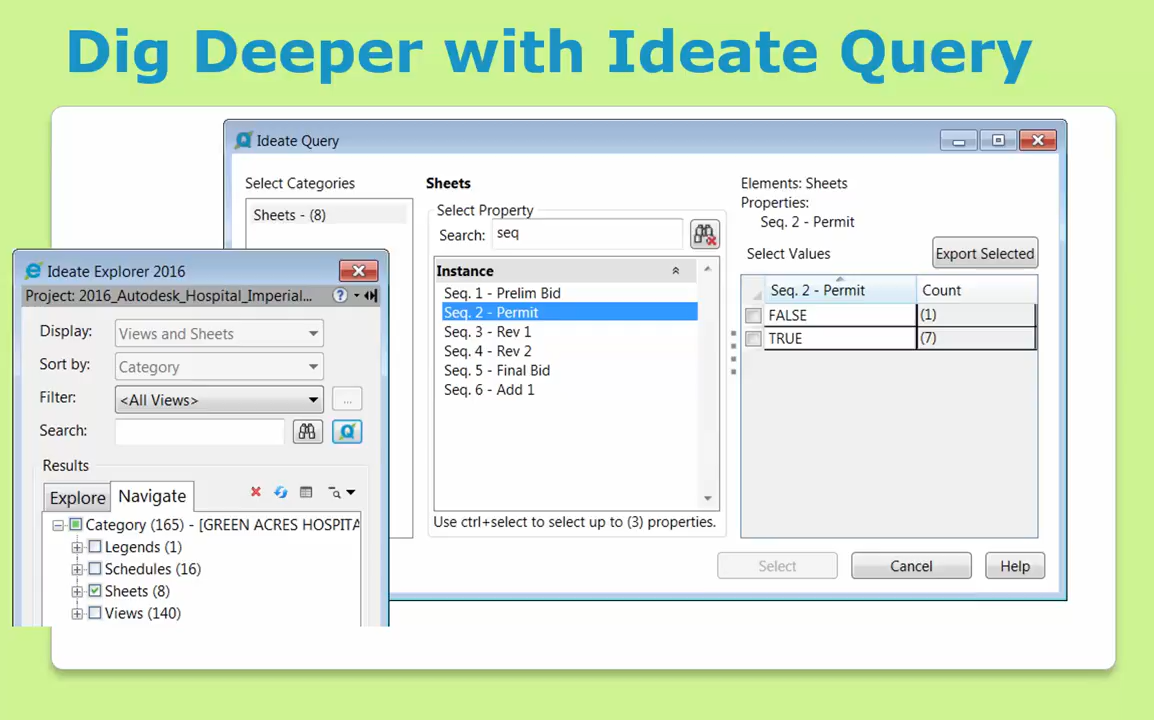 Dig Deeper with Ideate Query
Ideate Query
Select Categories
Sheets - (8)
Sheets
Select Property
Search: seq
Instance
Seq. 1 - Prelim Bid
Seq. 2 - Permit
Seq. 3 - Rev 1
Seq. 4 - Rev 2
Seq. 5 - Final Bid
Seq. 6 - Add 1
Use ctrl+select to select up to (3) properties.
Elements: Sheets
Properties:
Seq. 2 - Permit
Select Values
Export Selected
Seq. 2 - Permit Count
FALSE (1)
TRUE (7)
Select Cancel Help
Ideate Explorer 2016
Project: 2016_Autodesk_Hospital_Imperial...
Display: Views and Sheets
Sort by: Category
Filter: <All Views> ...
Search:
Results
Explore Navigate
Category (165) - [GREEN ACRES HOSPITA
Legends (1)
Schedules (16)
Sheets (8)
Views (140)